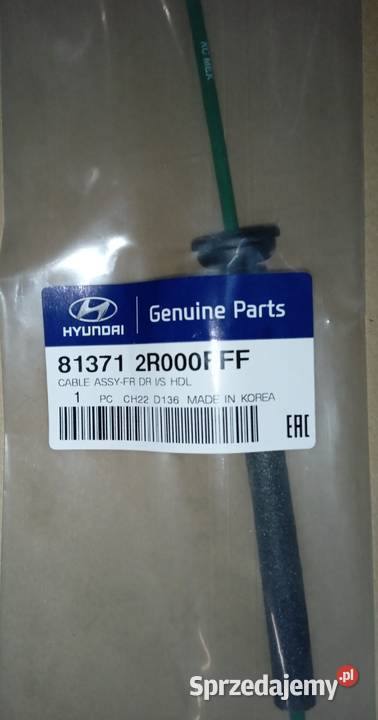 HYUNDAI
Genuine Parts
81371 2R000FFF
CABLE ASSY-FR DR I/S HDL
1 PC CH22 D136 MADE IN KOREA
EAC
Sprzedajemy.pl